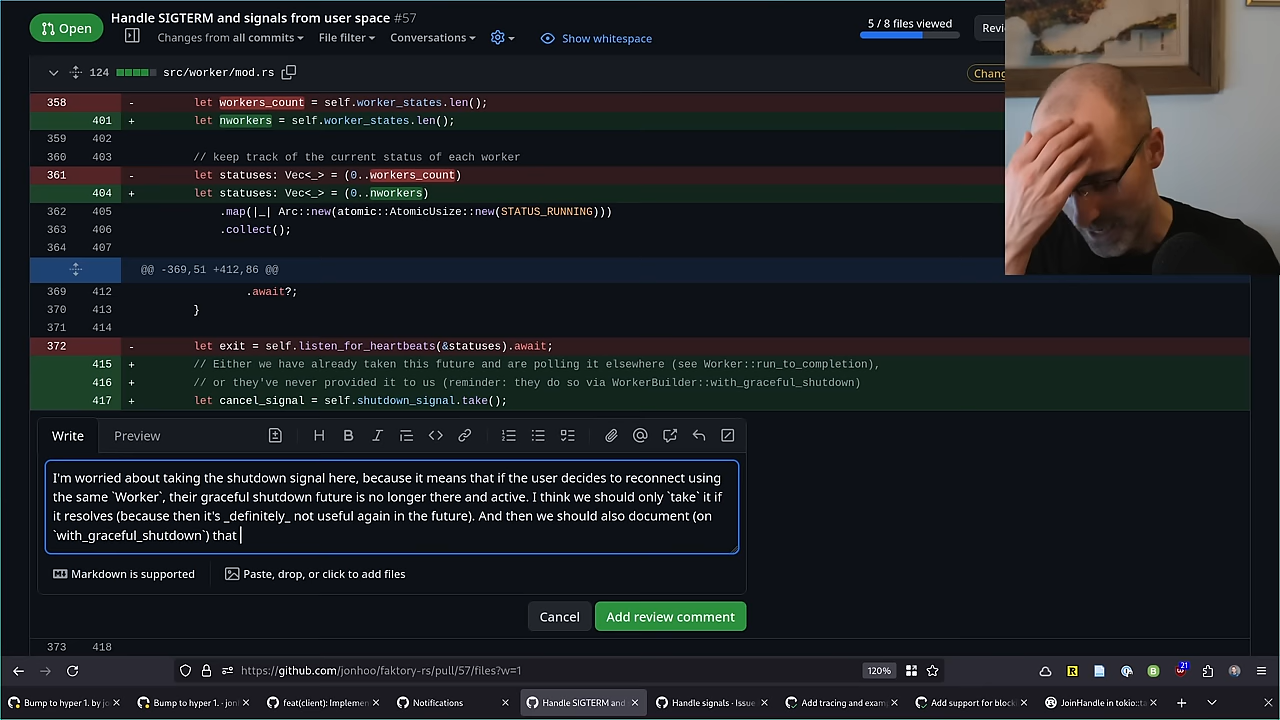 Open
Handle SIGTERM and signals from user space #57
Changes from all commits
File filter
Conversations
Show whitespace
5 / 8 files viewed
Revi
124
src/worker/mod.rs
Chang
358 - let workers_count = self.worker_states.len();
401 + let nworkers = self.worker_states.len();
359 402
360 403 // keep track of the current status of each worker
361 - let statuses: Vec<_> = (0..workers_count)
404 + let statuses: Vec<_> = (0..nworkers)
362 405 .map(|_| Arc::new(atomic::AtomicUsize::new(STATUS_RUNNING)))
363 406 .collect();
364 407
@@ -369,51 +412,86 @@
369 412 .await?;
370 413 }
371 414
372 - let exit = self.listen_for_heartbeats(&statuses).await;
415 + // Either we have already taken this future and are polling it elsewhere (see Worker::run_to_completion),
416 + // or they've never provided it to us (reminder: they do so via WorkerBuilder::with_graceful_shutdown)
417 + let cancel_signal = self.shutdown_signal.take();
Write
Preview
I'm worried about taking the shutdown signal here, because it means that if the user decides to reconnect using
the same `Worker`, their graceful shutdown future is no longer there and active. I think we should only `take` it if
it resolves (because then it's _definitely_ not useful again in the future). And then we should also document (on
`with_graceful_shutdown`) that
Markdown is supported
Paste, drop, or click to add files
Cancel
Add review comment
373 418
https://github.com/jonhoo/faktory-rs/pull/57/files?w=1
120%
21
Bump to hyper 1. by jo
Bump to hyper 1. · jonl
feat(client): Implemen
Notifications
Handle SIGTERM and
Handle signals · Issue
Add tracing and exam
Add support for block
JoinHandle in tokio::ta